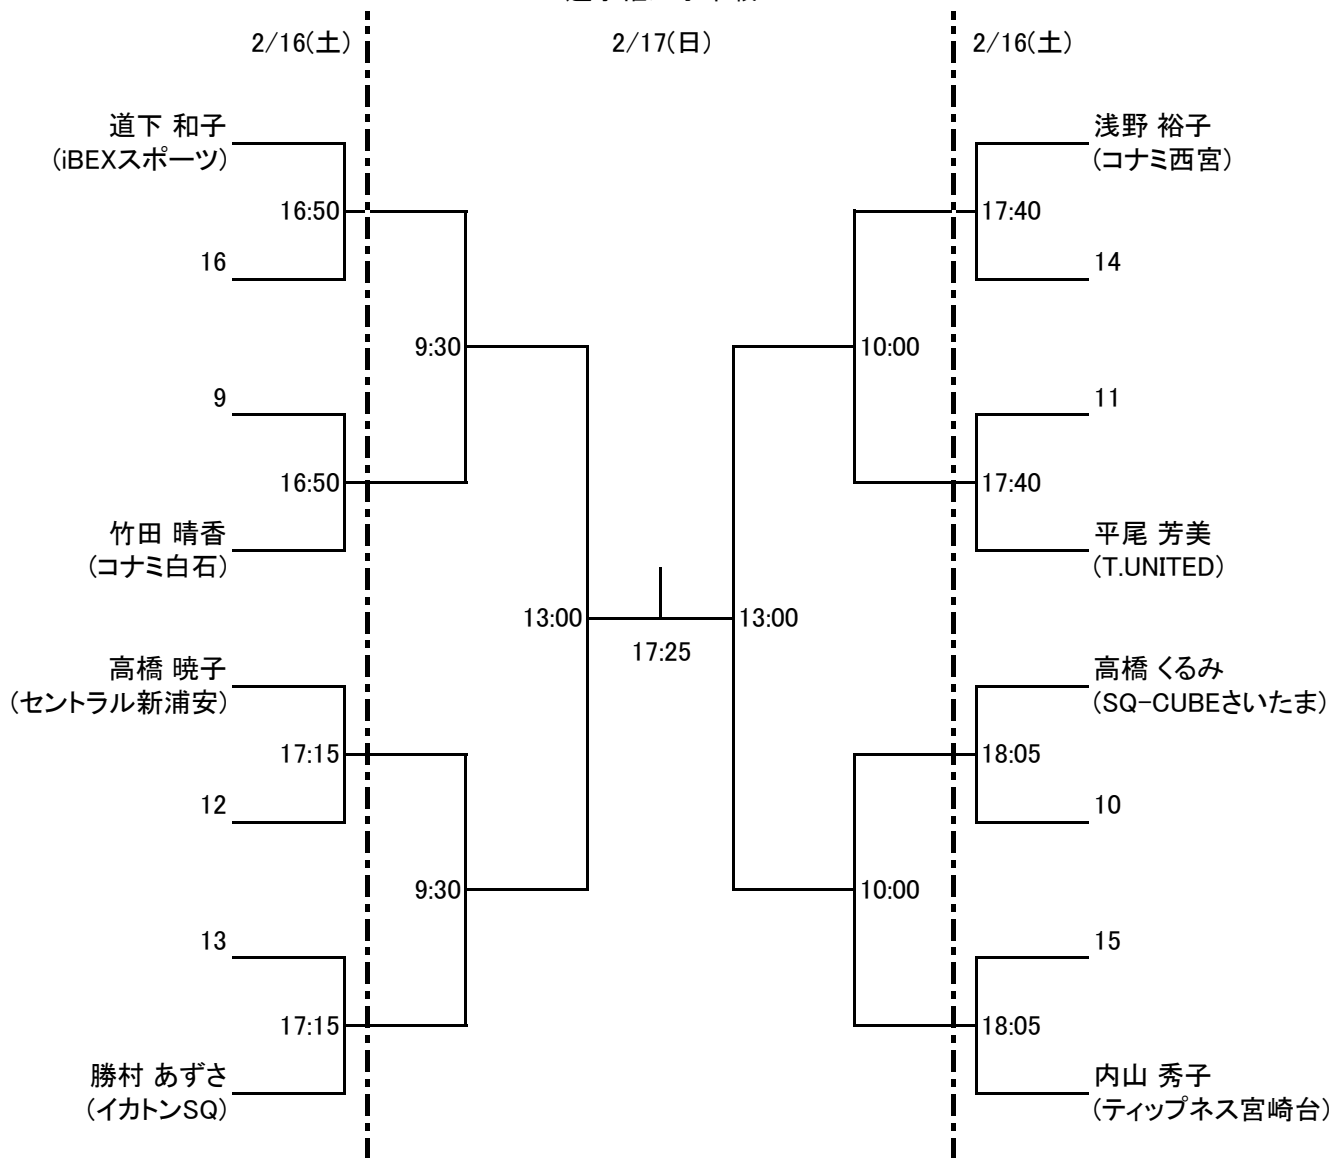 2/16(土)
2/17(日)
2/16(土)
道下 和子
(iBEXスポーツ)
16:50
16
9
16:50
竹田 晴香
(コナミ白石)
9:30
高橋 暁子
(セントラル新浦安)
17:15
12
13
17:15
勝村 あずさ
(イカトンSQ)
9:30
13:00
17:25
13:00
浅野 裕子
(コナミ西宮)
17:40
14
10:00
11
17:40
平尾 芳美
(T.UNITED)
高橋 くるみ
(SQ-CUBEさいたま)
18:05
10
10:00
15
18:05
内山 秀子
(ティップネス宮崎台)